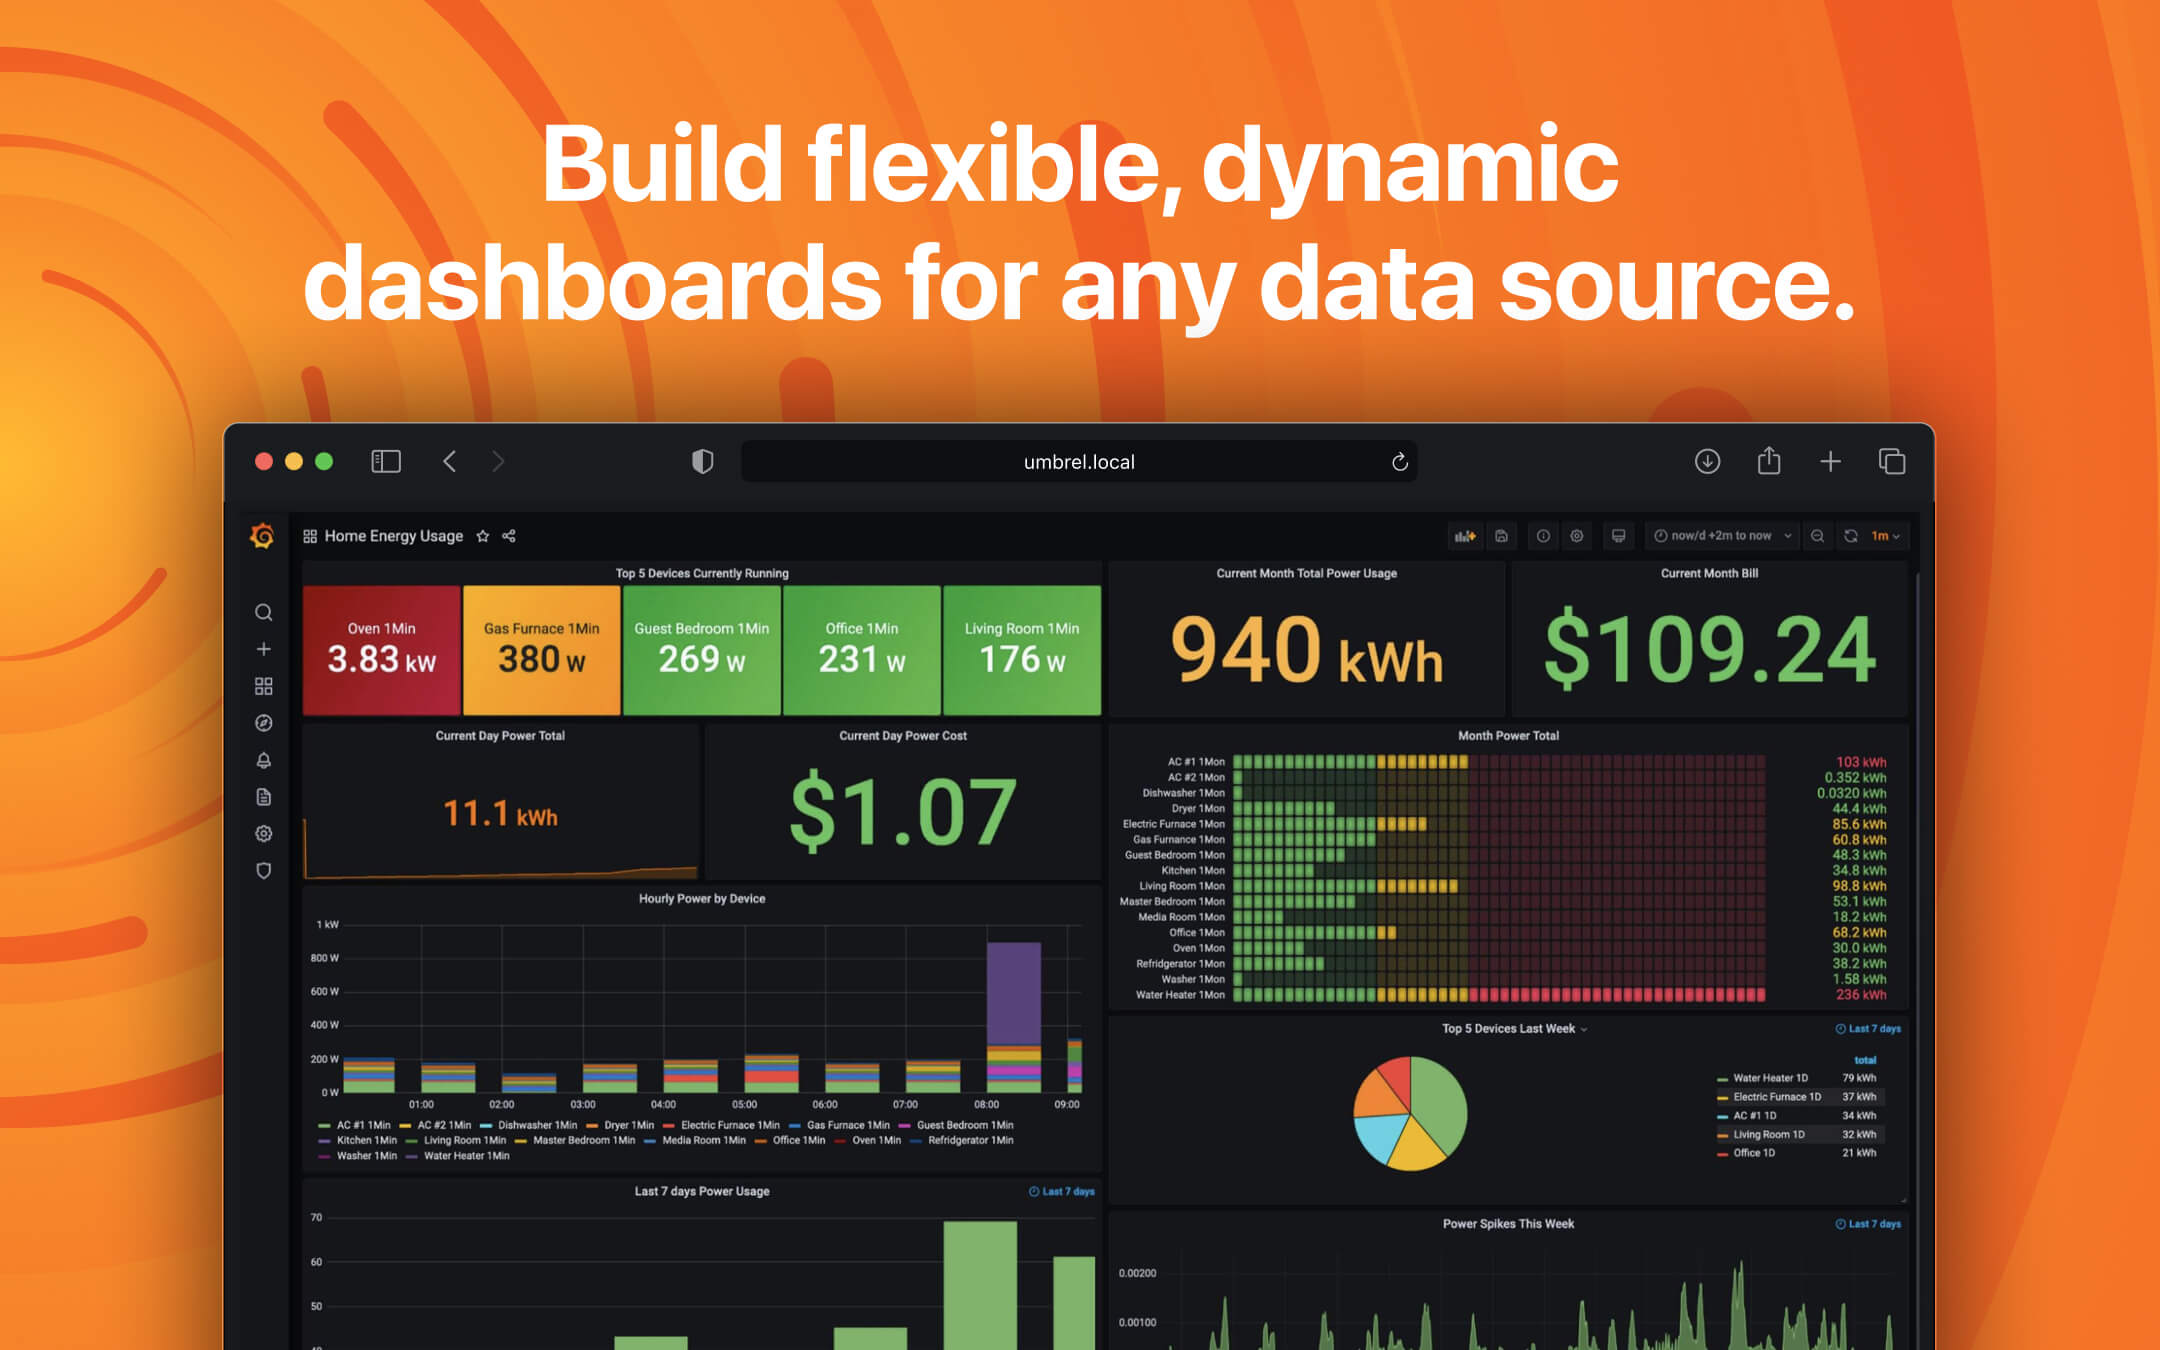 Build flexible, dynamic
dashboards for any data source.
umbrel.local
Home Energy Usage
now/d +2m to now
1m
Top 5 Devices Currently Running
Oven 1Min
3.83 kW
Gas Furnace 1Min
380 W
Guest Bedroom 1Min
269 W
Office 1Min
231 W
Living Room 1Min
176 W
Current Month Total Power Usage
940 kWh
Current Month Bill
$109.24
Current Day Power Total
11.1 kWh
Current Day Power Cost
$1.07
Month Power Total
AC #1 1Mon 103 kWh
AC #2 1Mon 0.352 kWh
Dishwasher 1Mon 0.0320 kWh
Dryer 1Mon 44.4 kWh
Electric Furnace 1Mon 85.6 kWh
Gas Furnance 1Mon 60.8 kWh
Guest Bedroom 1Mon 48.3 kWh
Kitchen 1Mon 34.8 kWh
Living Room 1Mon 98.8 kWh
Master Bedroom 1Mon 53.1 kWh
Media Room 1Mon 18.2 kWh
Office 1Mon 68.2 kWh
Oven 1Mon 30.0 kWh
Refridgerator 1Mon 38.2 kWh
Washer 1Mon 1.58 kWh
Water Heater 1Mon 236 kWh
Hourly Power by Device
1 kW
800 W
600 W
400 W
200 W
0 W
01:00 02:00 03:00 04:00 05:00 06:00 07:00 08:00 09:00
AC #1 1Min AC #2 1Min Dishwasher 1Min Dryer 1Min Electric Furnace 1Min Gas Furnace 1Min Guest Bedroom 1Min
Kitchen 1Min Living Room 1Min Master Bedroom 1Min Media Room 1Min Office 1Min Oven 1Min Refridgerator 1Min
Washer 1Min Water Heater 1Min
Top 5 Devices Last Week
Last 7 days
total
Water Heater 1D 79 kWh
Electric Furnace 1D 37 kWh
AC #1 1D 34 kWh
Living Room 1D 32 kWh
Office 1D 21 kWh
Last 7 days Power Usage
Last 7 days
70
60
50
Power Spikes This Week
Last 7 days
0.00200
0.00100